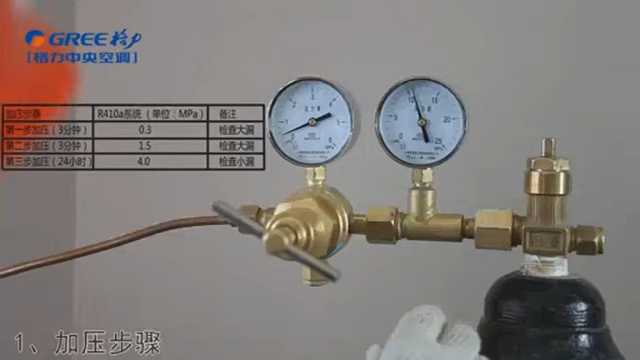 GREE格力
[格力中央空调]
加压步骤 R410a系统（单位：MPa） 备注
第一步加压（3分钟） 0.3 检查大漏
第二步加压（3分钟） 1.5 检查大漏
第三步加压（24小时） 4.0 检查小漏
1、加压步骤